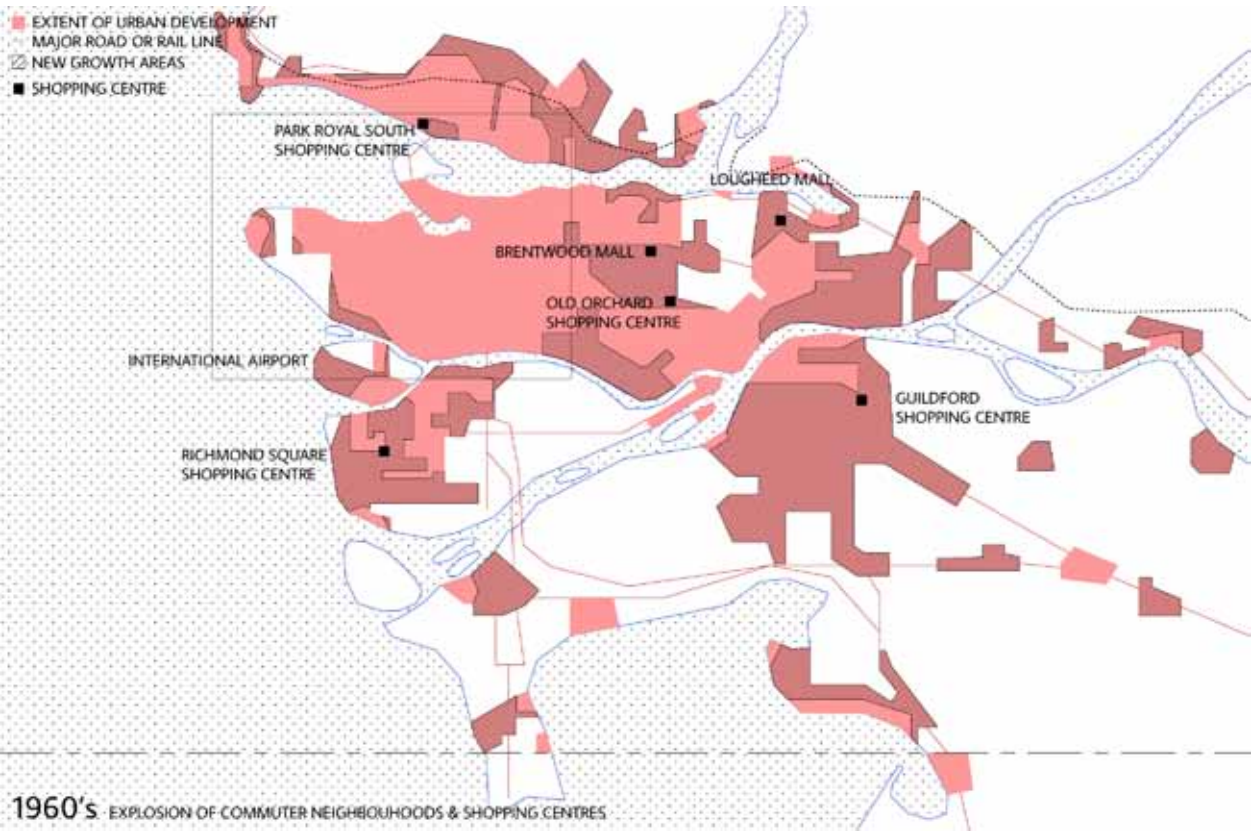 EXTENT OF URBAN DEVELOPMENT
MAJOR ROAD OR RAIL LINE
NEW GROWTH AREAS
SHOPPING CENTRE
PARK ROYAL SOUTH
SHOPPING CENTRE
LOUGHEED MALL
BRENTWOOD MALL
OLD ORCHARD
SHOPPING CENTRE
INTERNATIONAL AIRPORT
GUILDFORD
SHOPPING CENTRE
RICHMOND SQUARE
SHOPPING CENTRE
1960's EXPLOSION OF COMMUTER NEIGHBOUHOODS & SHOPPING CENTRES